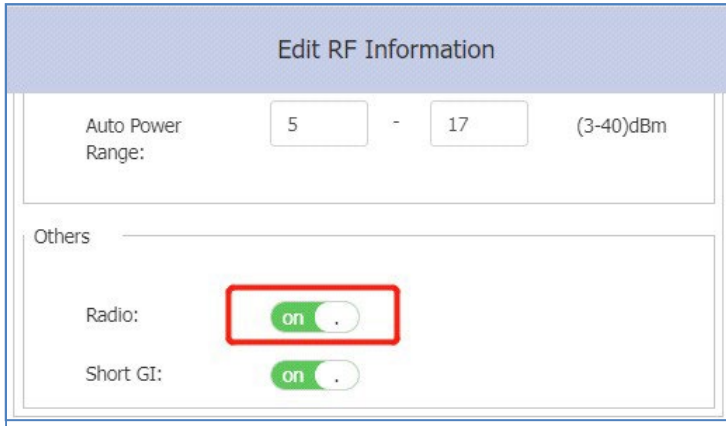 Edit RF Information
Auto Power Range: 5 - 17 (3-40)dBm
Others
Radio: on .
Short GI: on .